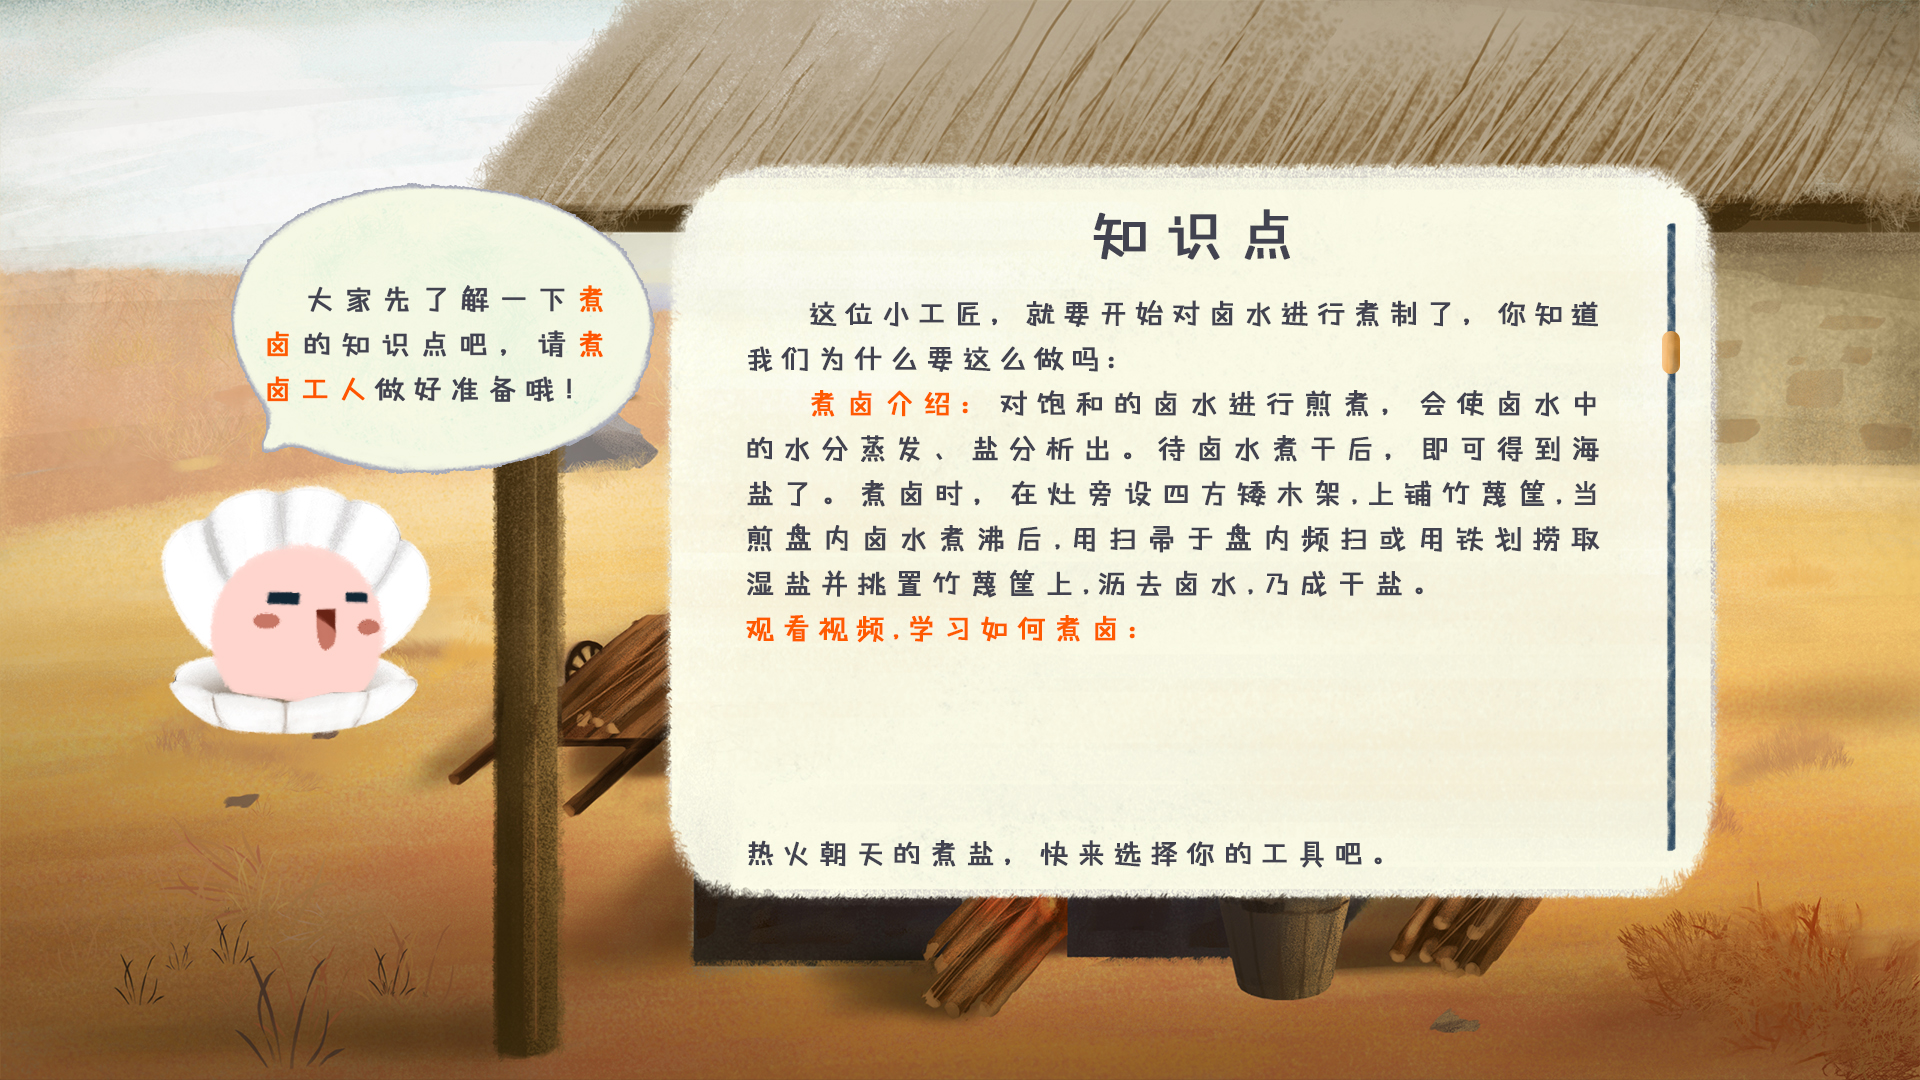 大家先了解一下煮
卤的知识点吧，请煮
卤工人做好准备哦！
知识点
这位小工匠，就要开始对卤水进行煮制了，你知道
我们为什么要这么做吗：
煮卤介绍：对饱和的卤水进行煎煮，会使卤水中
的水分蒸发、盐分析出。待卤水煮干后，即可得到海
盐了。煮卤时，在灶旁设四方矮木架，上铺竹蔑筐，当
煎盘内卤水煮沸后，用扫帚于盘内频扫或用铁划捞取
湿盐并挑置竹蔑筐上，沥去卤水，乃成干盐。
观看视频，学习如何煮卤：
热火朝天的煮盐，快来选择你的工具吧。